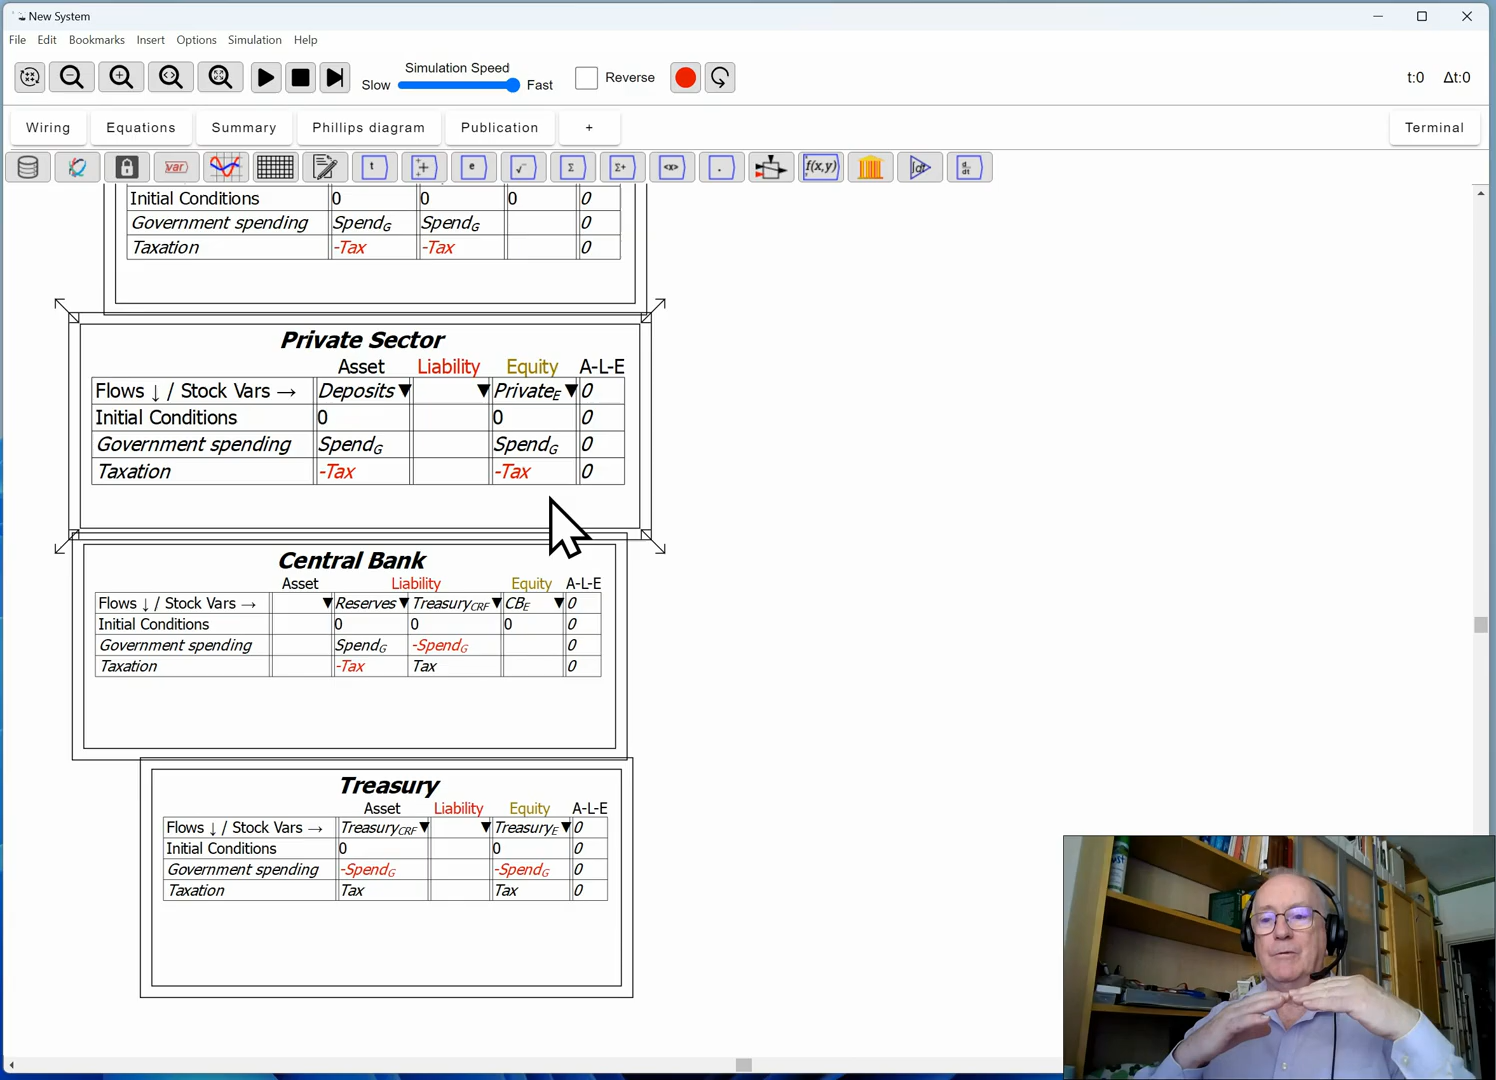 New System
File Edit Bookmarks Insert Options Simulation Help
Simulation Speed
Slow Fast Reverse t:0 Δt:0
Wiring Equations Summary Phillips diagram Publication + Terminal
var t e Σ Σ+ <x> . f(x,y) ∫dt d/dt
Initial Conditions 0 0 0 0
Government spending SpendG SpendG 0
Taxation -Tax -Tax 0
Private Sector
Asset Liability Equity A-L-E
Flows ↓ / Stock Vars → Deposits ▼ ▼ PrivateE ▼ 0
Initial Conditions 0 0 0
Government spending SpendG SpendG 0
Taxation -Tax -Tax 0
Central Bank
Asset Liability Equity A-L-E
Flows ↓ / Stock Vars → ▼ Reserves ▼ TreasuryCRF ▼ CBE ▼ 0
Initial Conditions 0 0 0 0
Government spending SpendG -SpendG 0
Taxation -Tax Tax 0
Treasury
Asset Liability Equity A-L-E
Flows ↓ / Stock Vars → TreasuryCRF ▼ ▼ TreasuryE ▼ 0
Initial Conditions 0 0 0
Government spending -SpendG -SpendG 0
Taxation Tax Tax 0